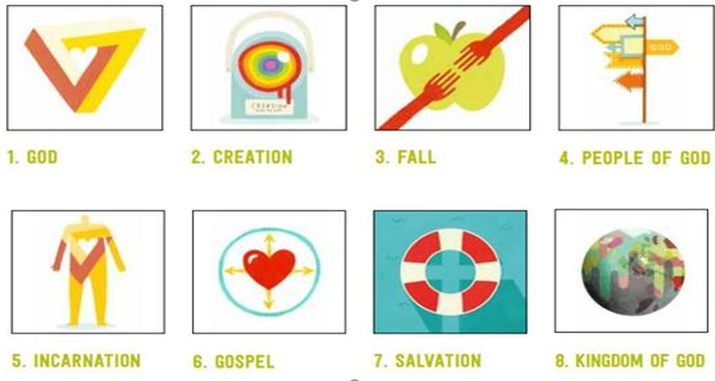 CREATION
GOD
1. GOD
2. CREATION
3. FALL
4. PEOPLE OF GOD
5. INCARNATION
6. GOSPEL
7. SALVATION
8. KINGDOM OF GOD